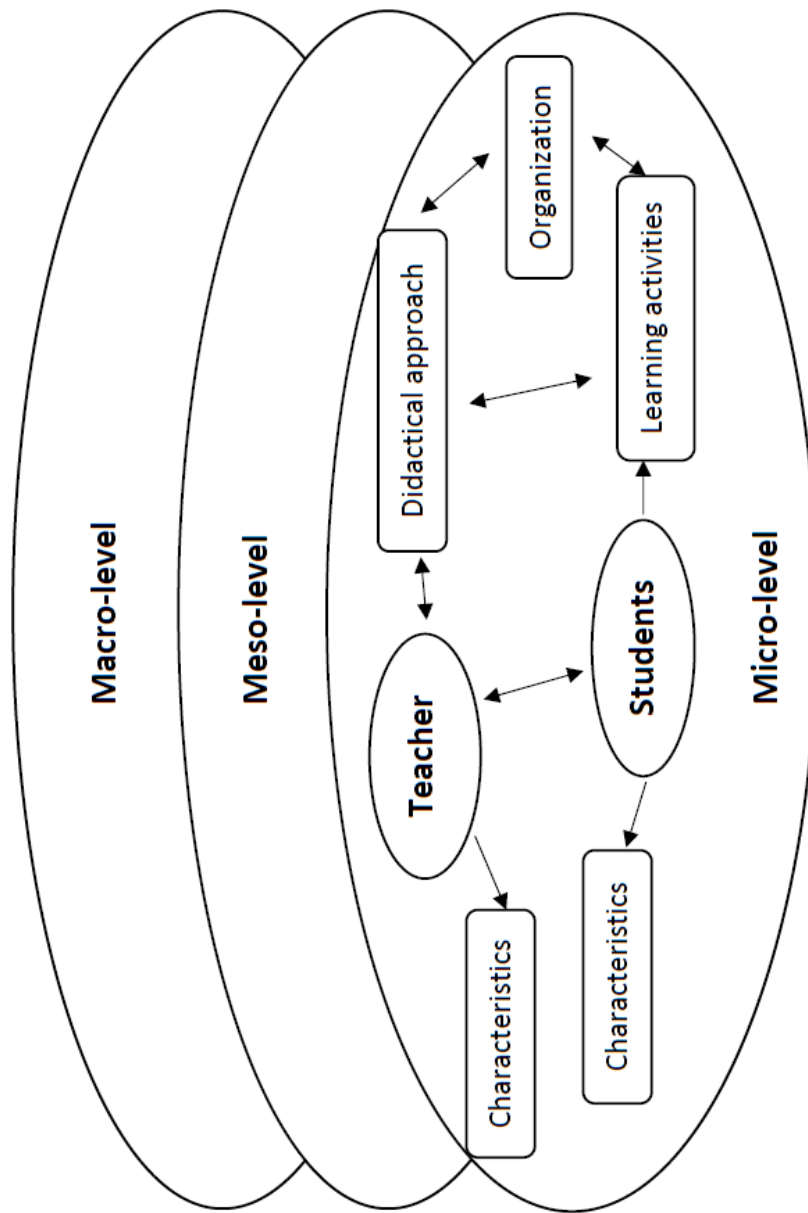 Macro-level
Meso-level
Teacher
Didactical approach
Characteristics
Organization
Characteristics
Students
Learning activities
Micro-level